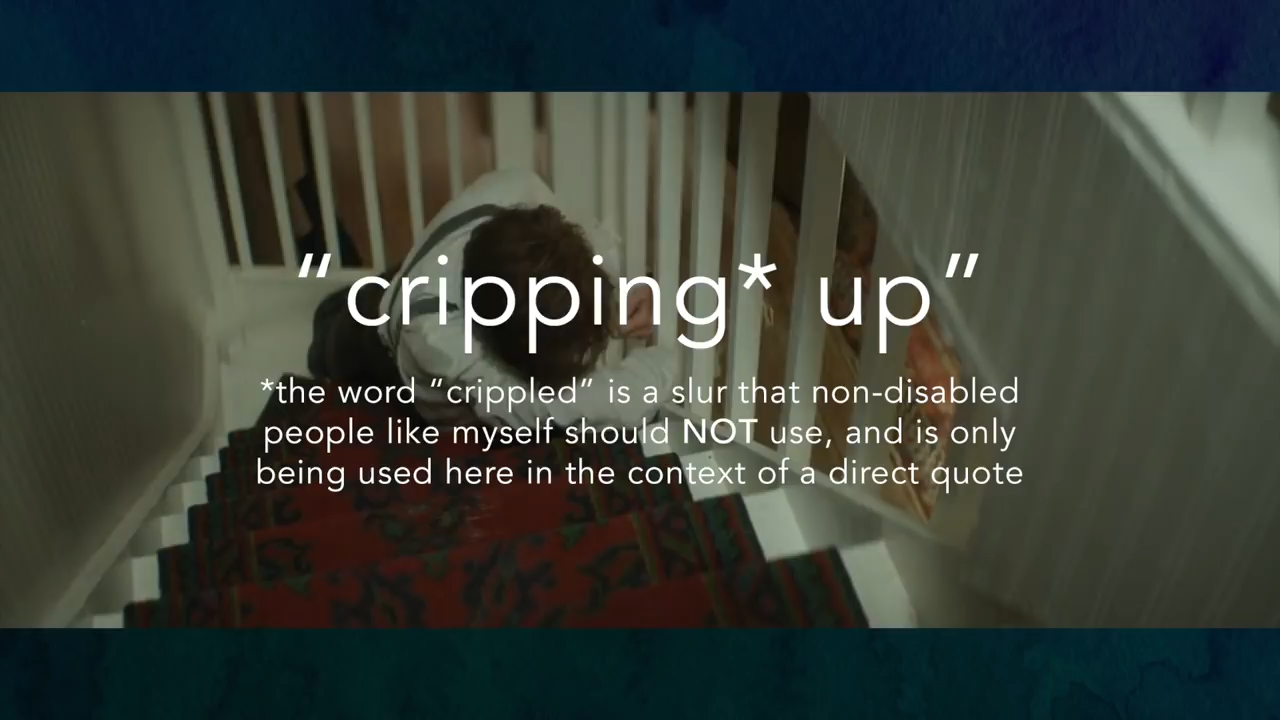 “cripping* up”
*the word “crippled” is a slur that non-disabled
people like myself should NOT use, and is only
being used here in the context of a direct quote